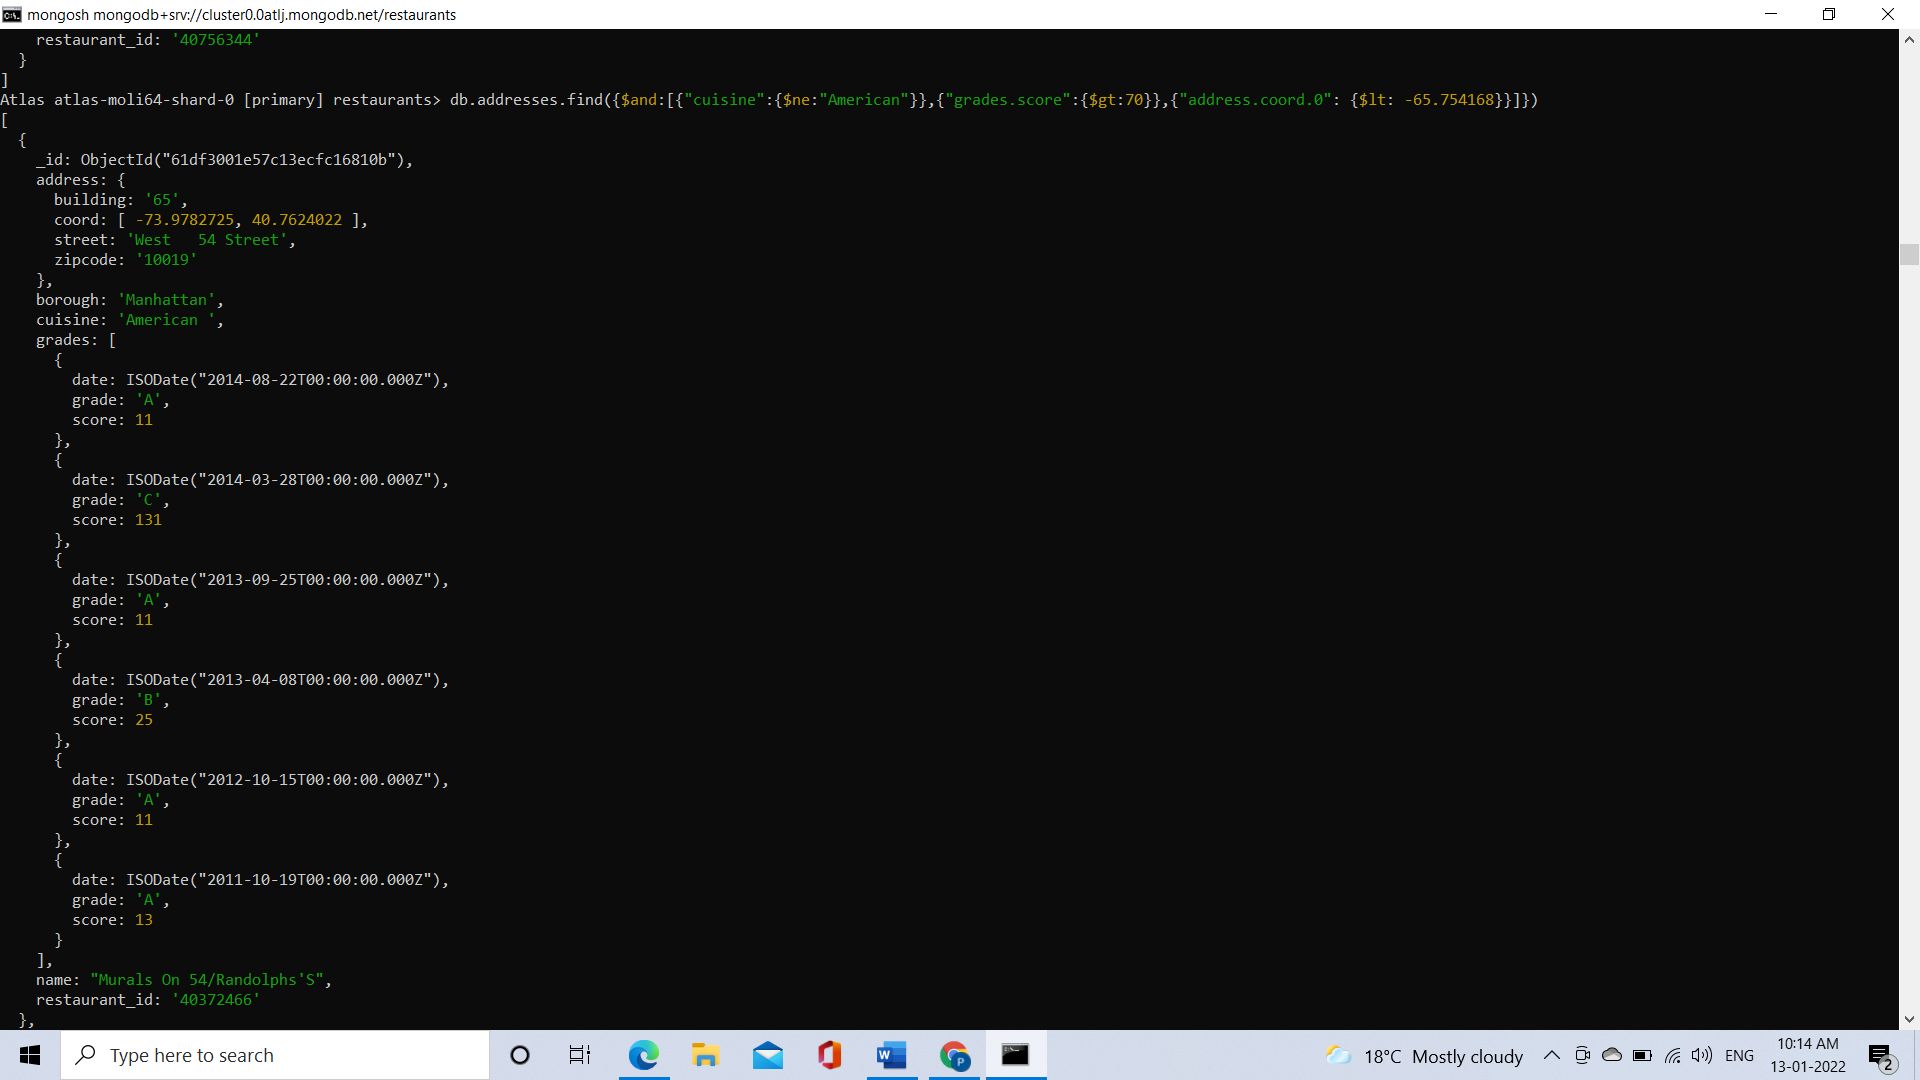 mongosh mongodb+srv://cluster0.0atlj.mongodb.net/restaurants
    restaurant_id: '40756344'
  }
]
Atlas atlas-moli64-shard-0 [primary] restaurants> db.addresses.find({$and:[{"cuisine":{$ne:"American"}},{"grades.score":{$gt:70}},{"address.coord.0": {$lt: -65.754168}}]})
[
  {
    _id: ObjectId("61df3001e57c13ecfc16810b"),
    address: {
      building: '65',
      coord: [ -73.9782725, 40.7624022 ],
      street: 'West   54 Street',
      zipcode: '10019'
    },
    borough: 'Manhattan',
    cuisine: 'American ',
    grades: [
      {
        date: ISODate("2014-08-22T00:00:00.000Z"),
        grade: 'A',
        score: 11
      },
      {
        date: ISODate("2014-03-28T00:00:00.000Z"),
        grade: 'C',
        score: 131
      },
      {
        date: ISODate("2013-09-25T00:00:00.000Z"),
        grade: 'A',
        score: 11
      },
      {
        date: ISODate("2013-04-08T00:00:00.000Z"),
        grade: 'B',
        score: 25
      },
      {
        date: ISODate("2012-10-15T00:00:00.000Z"),
        grade: 'A',
        score: 11
      },
      {
        date: ISODate("2011-10-19T00:00:00.000Z"),
        grade: 'A',
        score: 13
      }
    ],
    name: "Murals On 54/Randolphs'S",
    restaurant_id: '40372466'
  },
Type here to search
18°C Mostly cloudy
ENG
10:14 AM
13-01-2022
2